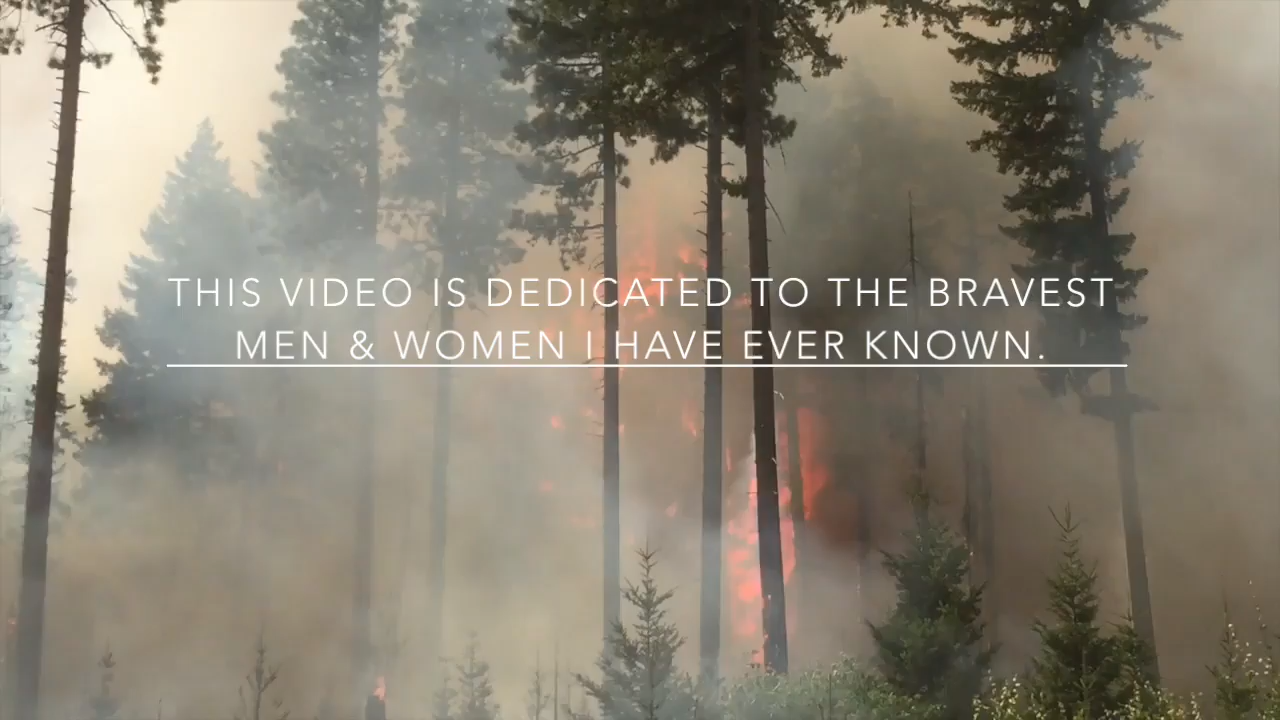 THIS VIDEO IS DEDICATED TO THE BRAVEST
MEN & WOMEN I HAVE EVER KNOWN.